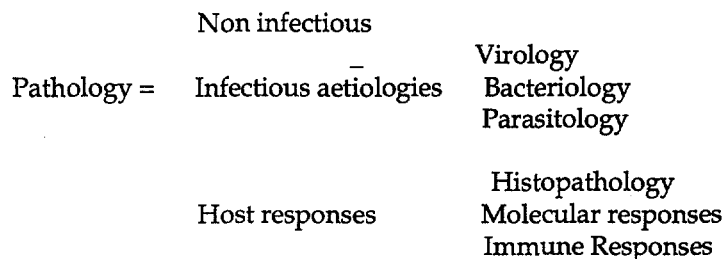 Non infectious
Virology
Pathology = Infectious aetiologies Bacteriology
Parasitology
Histopathology
Host responses Molecular responses
Immune Responses